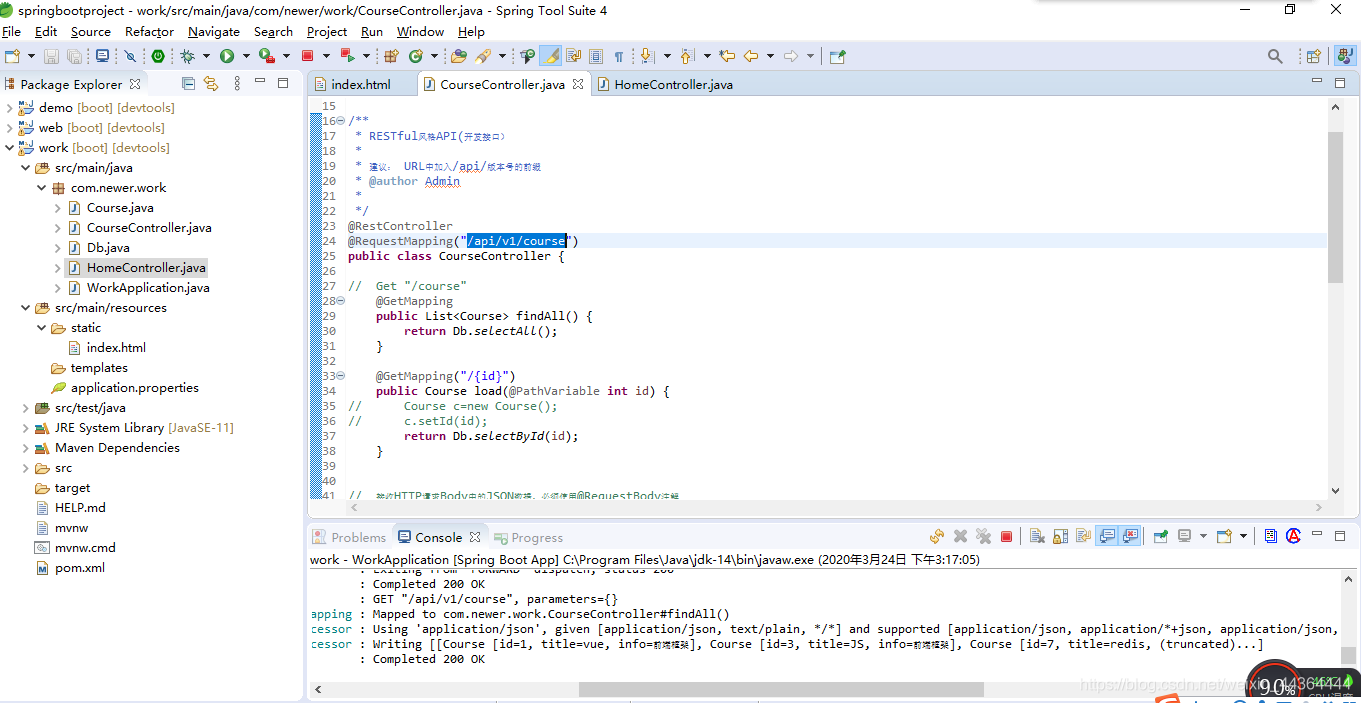 springbootproject - work/src/main/java/com/newer/work/CourseController.java - Spring Tool Suite 4
File Edit Source Refactor Navigate Search Project Run Window Help
Package Explorer
index.html
CourseController.java
HomeController.java
demo [boot] [devtools]
web [boot] [devtools]
work [boot] [devtools]
src/main/java
com.newer.work
Course.java
CourseController.java
Db.java
HomeController.java
WorkApplication.java
src/main/resources
static
index.html
templates
application.properties
src/test/java
JRE System Library [JavaSE-11]
Maven Dependencies
src
target
HELP.md
mvnw
mvnw.cmd
pom.xml
15
16 /**
17 * RESTful风格API(开发接口)
18 *
19 * 建议: URL中加入/api/版本号的前缀
20 * @author Admin
21 *
22 */
23 @RestController
24 @RequestMapping("/api/v1/course")
25 public class CourseController {
26
27 // Get "/course"
28 @GetMapping
29 public List<Course> findAll() {
30 return Db.selectAll();
31 }
32
33 @GetMapping("/{id}")
34 public Course load(@PathVariable int id) {
35 // Course c=new Course();
36 // c.setId(id);
37 return Db.selectById(id);
38 }
39
40
41 // 接收HTTP请求Body中的JSON数据，必须使用@RequestBody注解
Problems
Console
Progress
work - WorkApplication [Spring Boot App] C:\Program Files\Java\jdk-14\bin\javaw.exe (2020年3月24日 下午3:17:05)
: Exiting from "FORWARD" dispatch, status 200
: Completed 200 OK
: GET "/api/v1/course", parameters={}
apping : Mapped to com.newer.work.CourseController#findAll()
cessor : Using 'application/json', given [application/json, text/plain, */*] and supported [application/json, application/*+json, application/json,
cessor : Writing [[Course [id=1, title=vue, info=前端框架], Course [id=3, title=JS, info=前端框架], Course [id=7, title=redis, (truncated)...]
: Completed 200 OK
90%